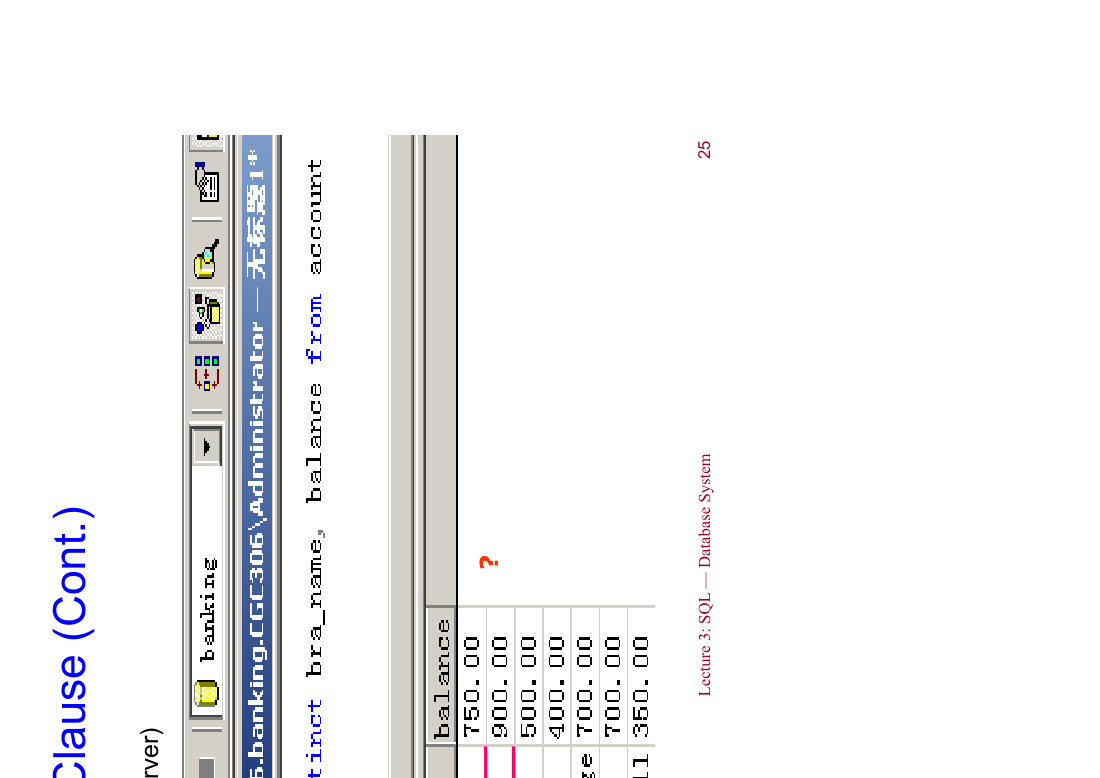 Clause (Cont.)
rver)
banking
6.banking.CGC306\Administrator — 无标题1*
tinct bra_name, balance from account
balance
750.00 ?
900.00
500.00
400.00
ge 700.00
700.00
ll 350.00
Lecture 3: SQL — Database System 25